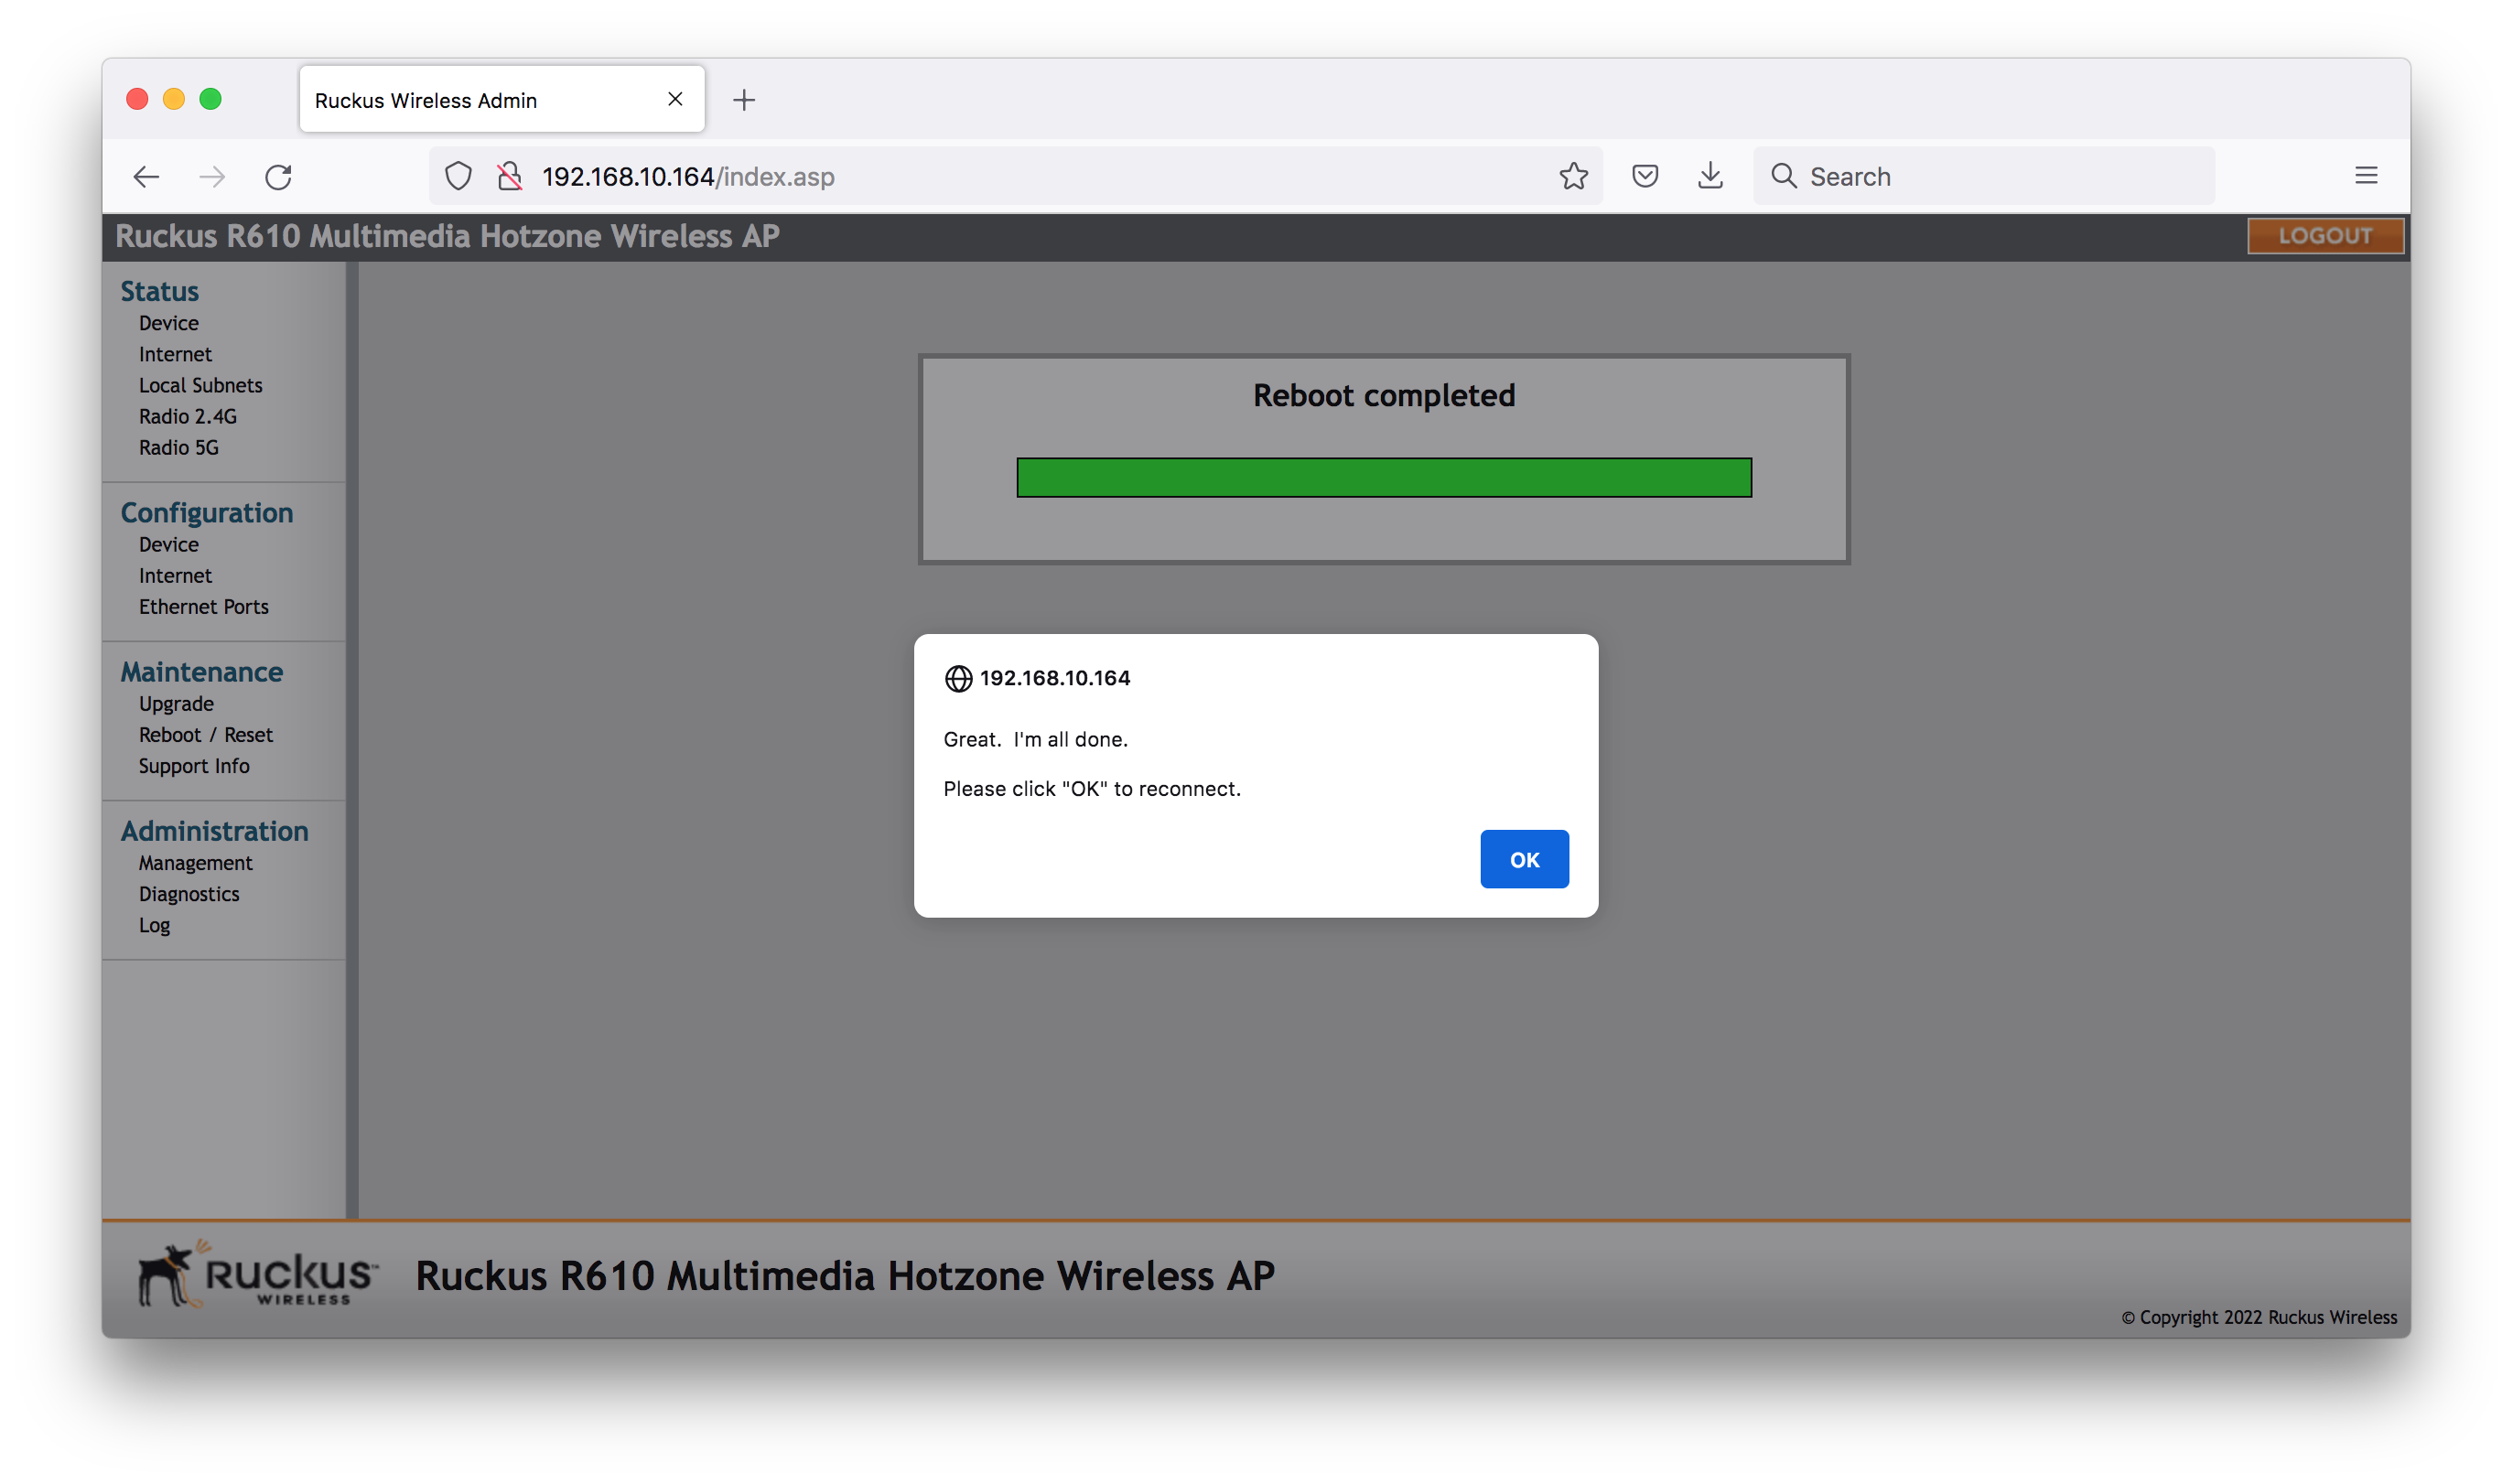 Ruckus Wireless Admin
192.168.10.164/index.asp
Search
Ruckus R610 Multimedia Hotzone Wireless AP
LOGOUT
Status
Device
Internet
Local Subnets
Radio 2.4G
Radio 5G
Configuration
Device
Internet
Ethernet Ports
Maintenance
Upgrade
Reboot / Reset
Support Info
Administration
Management
Diagnostics
Log
Reboot completed
192.168.10.164
Great.  I'm all done.
Please click "OK" to reconnect.
OK
RUCKUS™
WIRELESS
Ruckus R610 Multimedia Hotzone Wireless AP
© Copyright 2022 Ruckus Wireless